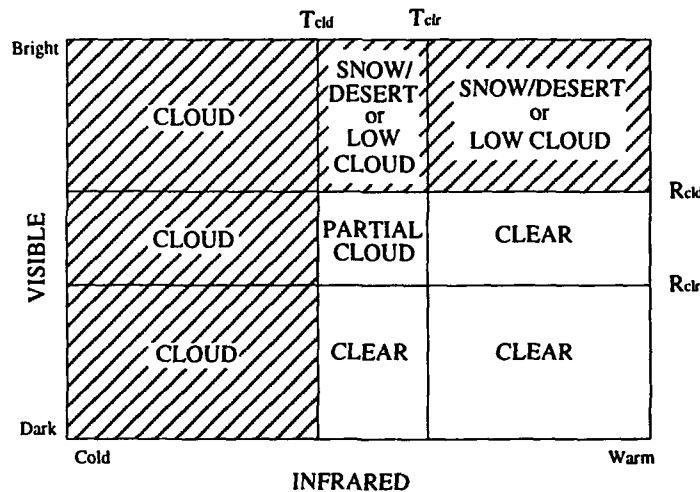 Tcld
Tclr
Bright
CLOUD
SNOW/
DESERT
or
LOW
CLOUD
SNOW/DESERT
or
LOW CLOUD
Rcld
VISIBLE
CLOUD
PARTIAL
CLOUD
CLEAR
Rclr
CLOUD
CLEAR
CLEAR
Dark
Cold
Warm
INFRARED